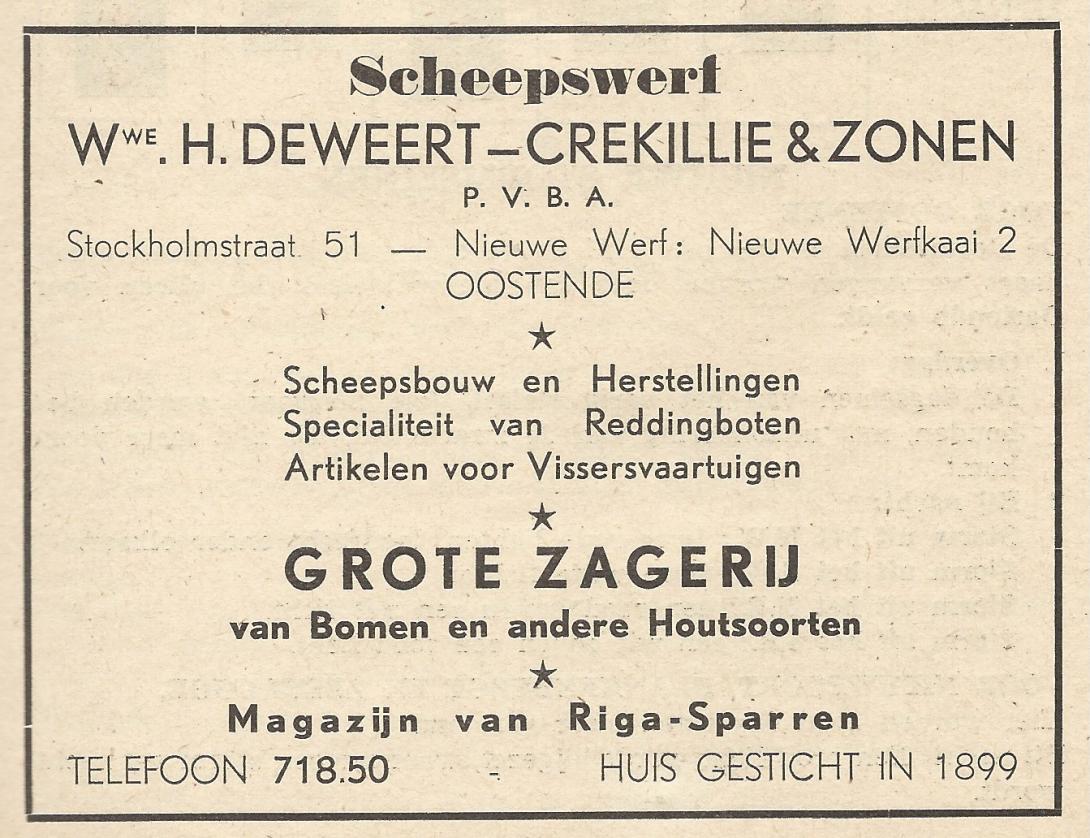 Scheepswerf
Wwe. H. DEWEERT – CREKILLIE & ZONEN
P. V. B. A.
Stockholmstraat 51 — Nieuwe Werf: Nieuwe Werfkaai 2
OOSTENDE
★
Scheepsbouw en Herstellingen
Specialiteit van Reddingboten
Artikelen voor Vissersvaartuigen
★
GROTE ZAGERIJ
van Bomen en andere Houtsoorten
★
Magazijn van Riga-Sparren
TELEFOON 718.50 - HUIS GESTICHT IN 1899